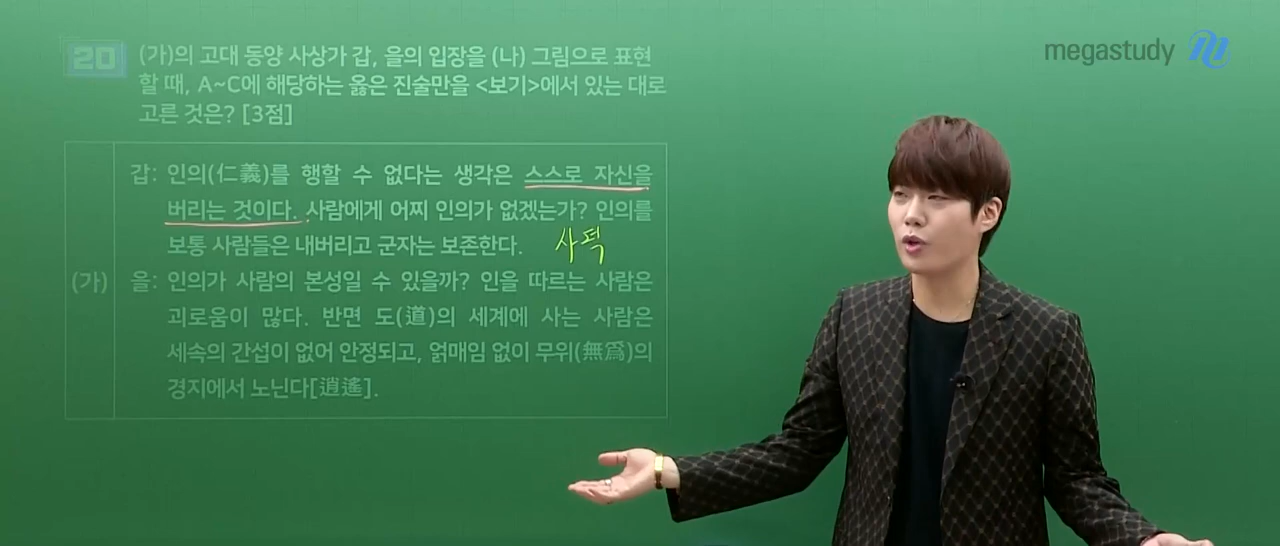 20 (가)의 고대 동양 사상가 갑, 을의 입장을 (나) 그림으로 표현
할 때, A~C에 해당하는 옳은 진술만을 <보기>에서 있는 대로
고른 것은? [3점]
megastudy
갑: 인의(仁義)를 행할 수 없다는 생각은 스스로 자신을
버리는 것이다. 사람에게 어찌 인의가 없겠는가? 인의를
보통 사람들은 내버리고 군자는 보존한다.
사덕
(가) 을: 인의가 사람의 본성일 수 있을까? 인을 따르는 사람은
괴로움이 많다. 반면 도(道)의 세계에 사는 사람은
세속의 간섭이 없어 안정되고, 얽매임 없이 무위(無爲)의
경지에서 노닌다[逍遙].